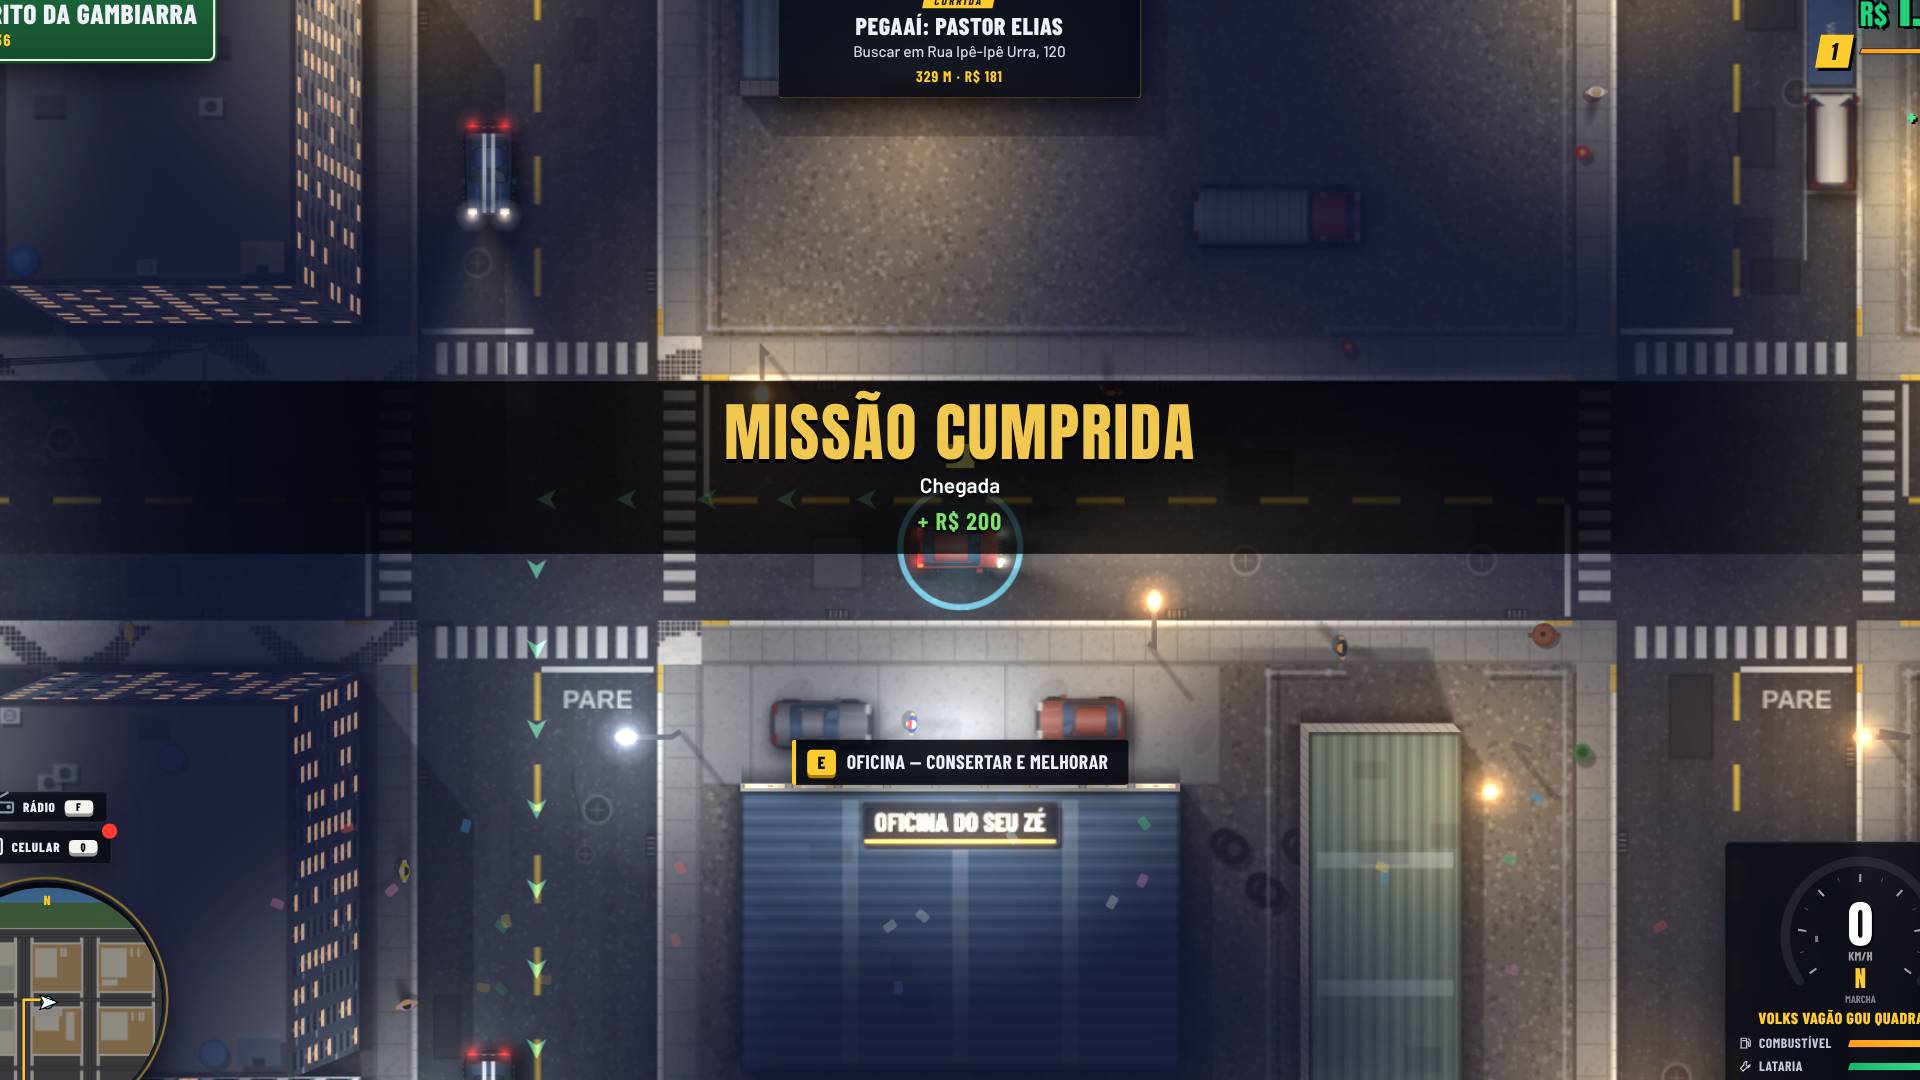 RITO DA GAMBIARRA
36
CORRIDA
PEGAAÍ: PASTOR ELIAS
Buscar em Rua Ipê-Ipê Urra, 120
329 M · R$ 181
R$ 1
1
MISSÃO CUMPRIDA
Chegada
+ R$ 200
PARE
PARE
E OFICINA — CONSERTAR E MELHORAR
OFICINA DO SEU ZÉ
RÁDIO F
CELULAR Q
N
0
KM/H
N
MARCHA
VOLKS VAGÃO GOU QUADRA
COMBUSTÍVEL
LATARIA